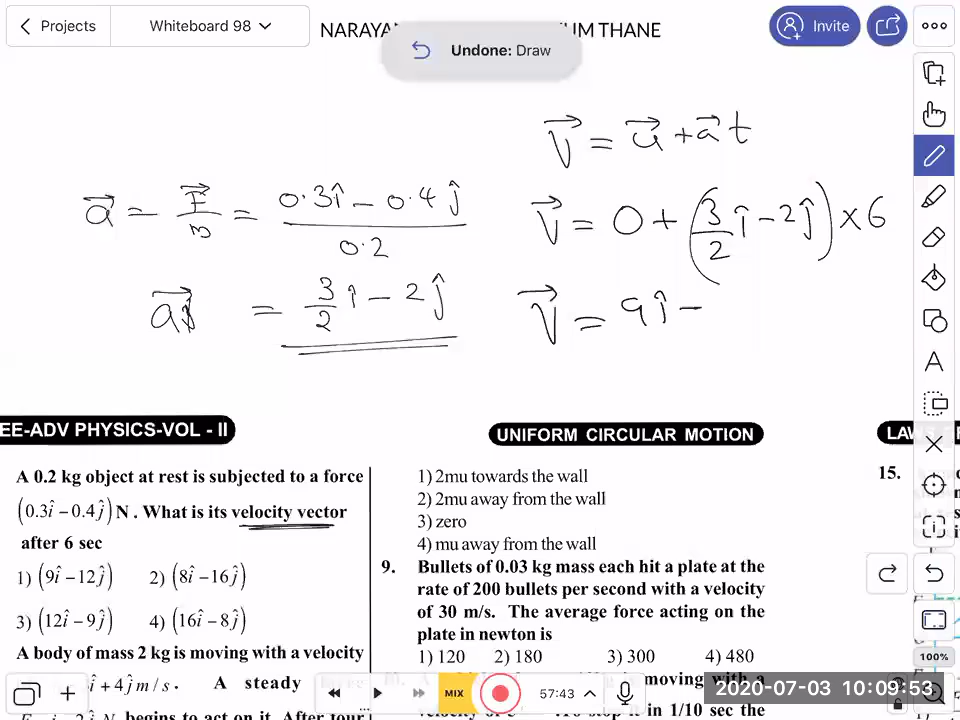 Projects
Whiteboard 98
NARAYA
UM THANE
Undone: Draw
Invite
v = u + a t
a = F/m = 0.3î − 0.4ĵ / 0.2
v = 0 + (3/2 î − 2ĵ) × 6
a = 3/2 î − 2ĵ
v = 9î −
EE-ADV PHYSICS-VOL - II
A 0.2 kg object at rest is subjected to a force
(0.3î − 0.4ĵ) N . What is its velocity vector
after 6 sec
1) (9î − 12ĵ) 2) (8î − 16ĵ)
3) (12î − 9ĵ) 4) (16î − 8ĵ)
A body of mass 2 kg is moving with a velocity
î + 4ĵ m / s . A steady
N begins to act on it. After four
UNIFORM CIRCULAR MOTION
1) 2mu towards the wall
2) 2mu away from the wall
3) zero
4) mu away from the wall
9. Bullets of 0.03 kg mass each hit a plate at the
rate of 200 bullets per second with a velocity
of 30 m/s. The average force acting on the
plate in newton is
1) 120 2) 180 3) 300 4) 480
moving with a
in 1/10 sec the
LAW
15.
A
100%
MIX
57:43
2020-07-03 10:09:53